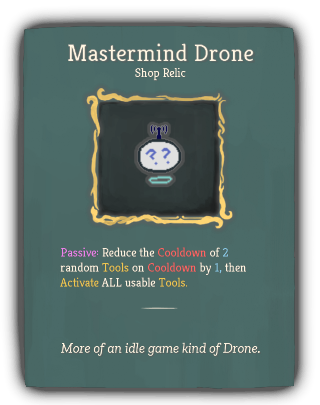 Mastermind Drone
Shop Relic
? ?
Passive: Reduce the Cooldown of 2
random Tools on Cooldown by 1, then
Activate ALL usable Tools.
More of an idle game kind of Drone.